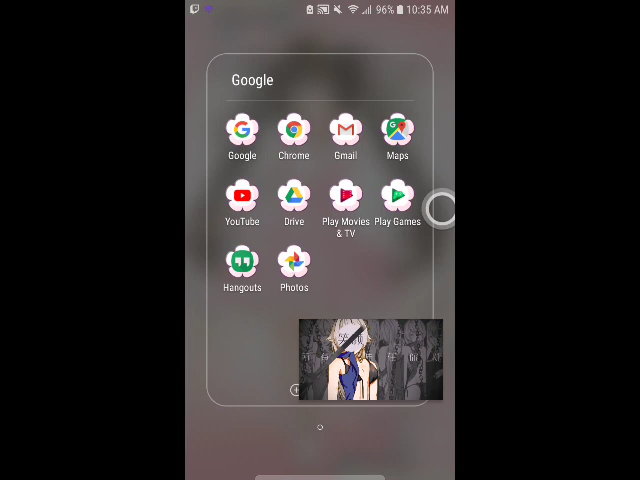 96% 10:35 AM
Google
Google Chrome Gmail Maps
YouTube Drive Play Movies & TV Play Games
Hangouts Photos